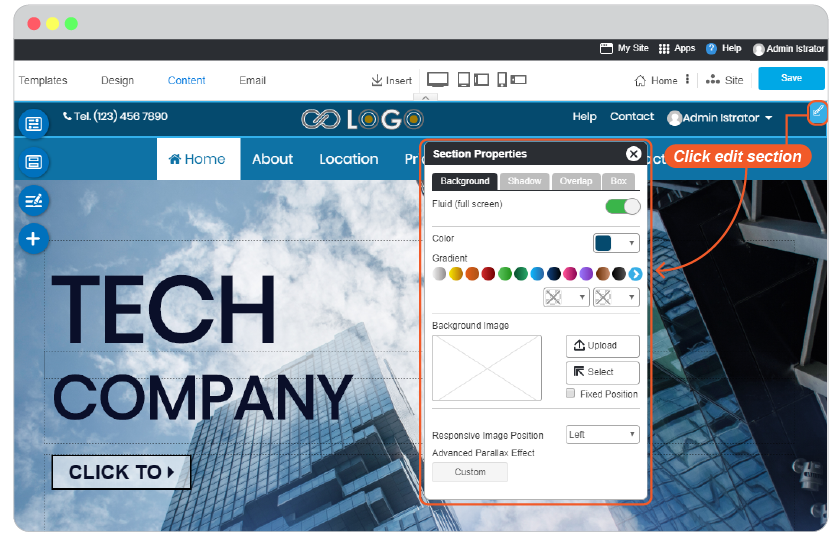 My Site Apps ? Help Admin Istrator
Templates Design Content Email Insert Home Site Save
Tel. (123) 456 7890 LOGO Help Contact Admin Istrator
Click edit section
Home About Location
Section Properties
Background Shadow Overlap Box
Fluid (full screen)
Color
Gradient
Background Image
Upload
Select
Fixed Position
Responsive Image Position Left
Advanced Parallax Effect
Custom
TECH
COMPANY
CLICK TO